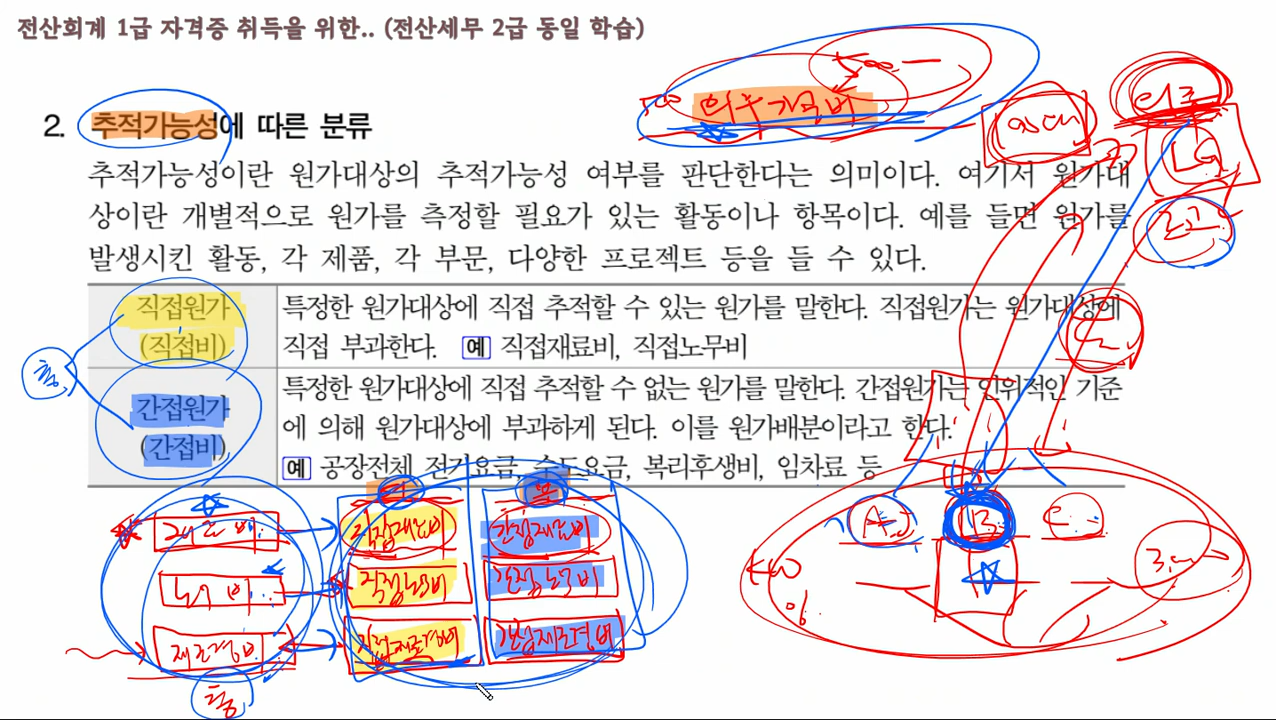 전산회계 1급 자격증 취득을 위한.. (전산세무 2급 동일 학습)
외주가공비
외주
LG
2. 추적가능성에 따른 분류
추적가능성이란 원가대상의 추적가능성 여부를 판단한다는 의미이다. 여기서 원가대
상이란 개별적으로 원가를 측정할 필요가 있는 활동이나 항목이다. 예를 들면 원가를
발생시킨 활동, 각 제품, 각 부문, 다양한 프로젝트 등을 들 수 있다.
직접원가
(직접비)
특정한 원가대상에 직접 추적할 수 있는 원가를 말한다. 직접원가는 원가대상에
직접 부과한다. 예 직접재료비, 직접노무비
간접원가
(간접비)
특정한 원가대상에 직접 추적할 수 없는 원가를 말한다. 간접원가는 인위적인 기준
에 의해 원가대상에 부과하게 된다. 이를 원가배분이라고 한다.
예 공장전체 전기요금, 수도요금, 복리후생비, 임차료 등
재료비 직접재료비 간접재료비
노무비 직접노무비 간접노무비
제조경비 직접제조경비 간접제조경비
A B C